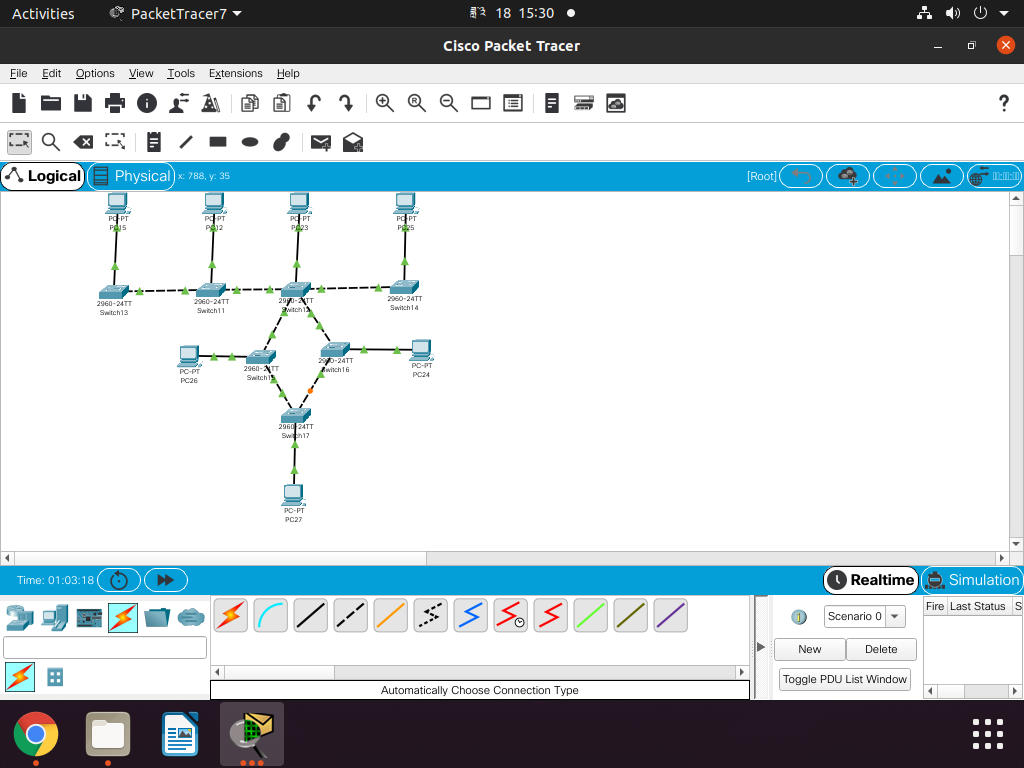 Activities PacketTracer7 18 15:30
Cisco Packet Tracer
File Edit Options View Tools Extensions Help
?
Logical Physical x: 788, y: 35 [Root]
PC-PT PC-PT PC-PT PC-PT
PC15 PC12 PC23 PC25
2960-24TT 2960-24TT 2960-24TT 2960-24TT
Switch13 Switch11 Switch12 Switch14
PC-PT 2960-24TT 2960-24TT PC-PT
PC26 Switch15 Switch16 PC24
2960-24TT
Switch17
PC-PT
PC27
Time: 01:03:18 Realtime Simulation
Scenario 0 Fire Last Status S
New Delete
Toggle PDU List Window
Automatically Choose Connection Type